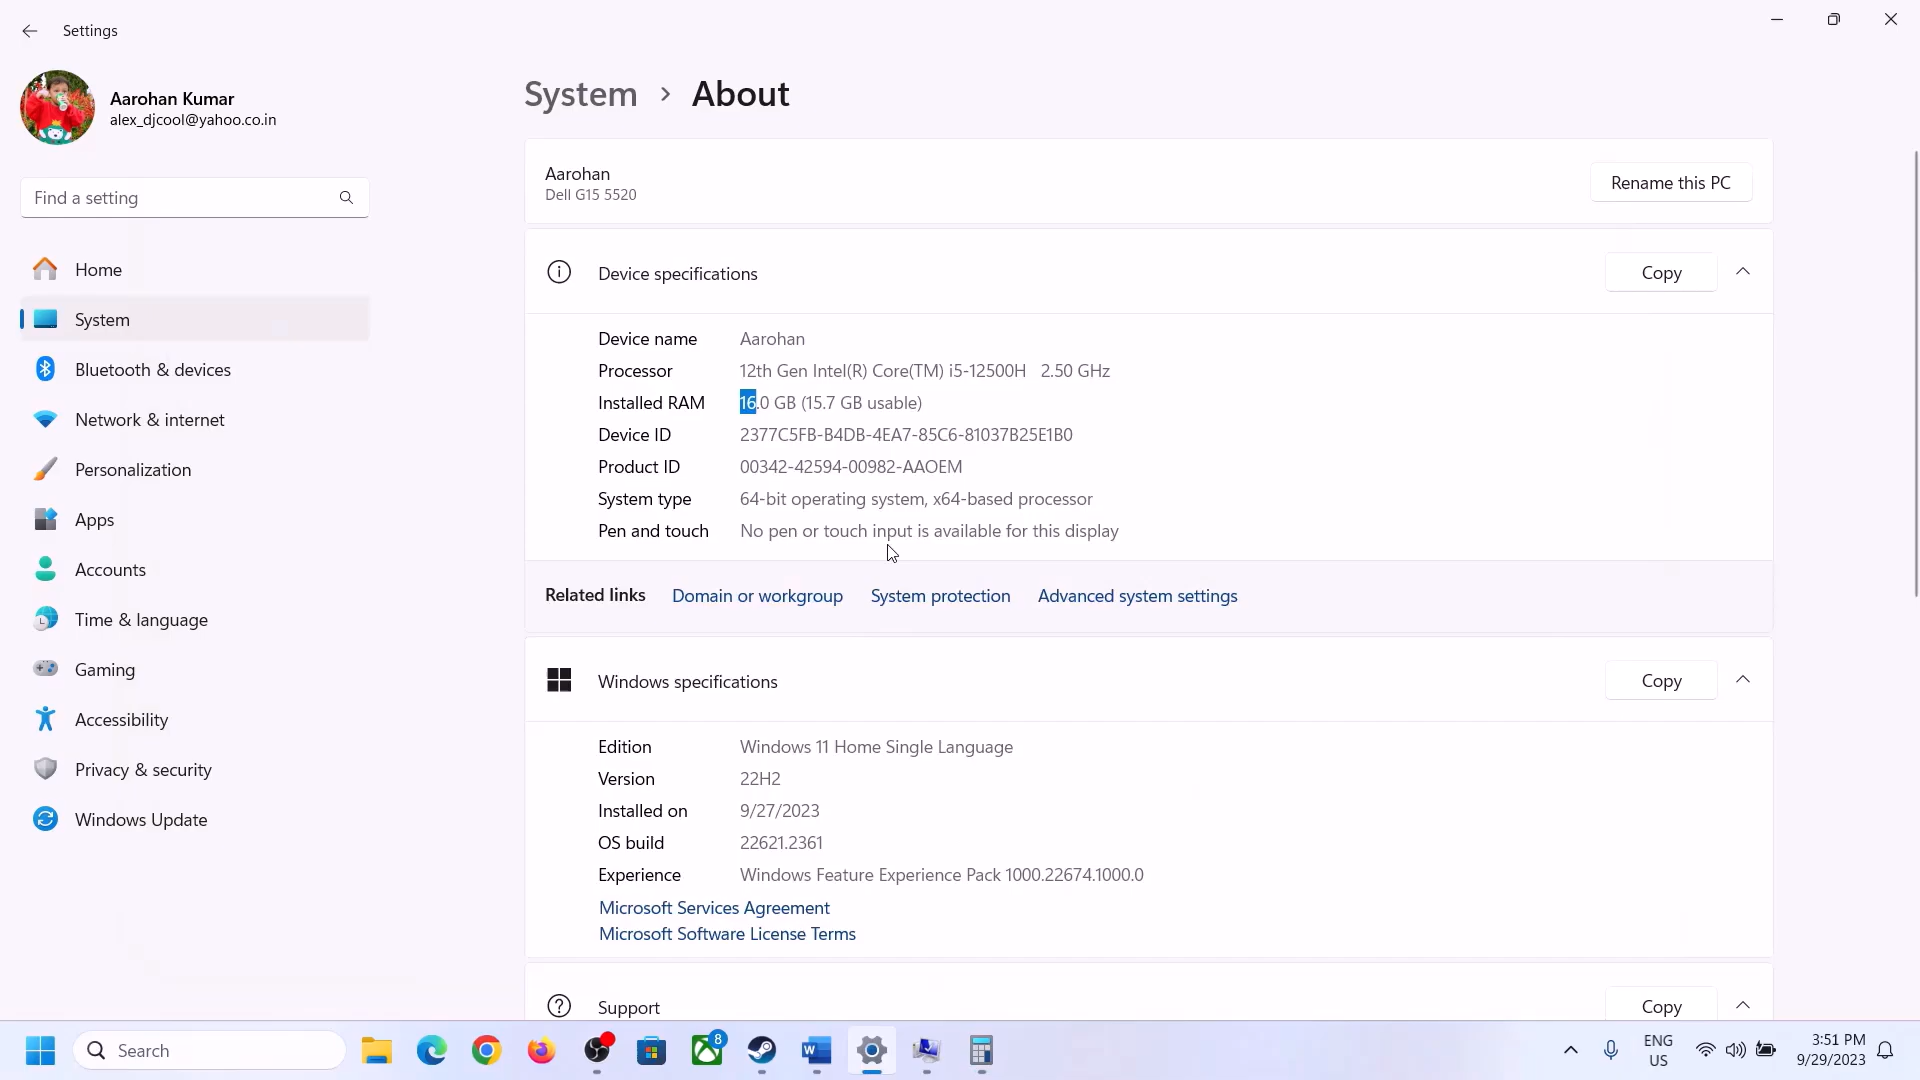 Settings
Aarohan Kumar
alex_djcool@yahoo.co.in
Find a setting
Home
System
Bluetooth & devices
Network & internet
Personalization
Apps
Accounts
Time & language
Gaming
Accessibility
Privacy & security
Windows Update
System > About
Aarohan
Dell G15 5520
Rename this PC
Device specifications
Copy
Device name Aarohan
Processor 12th Gen Intel(R) Core(TM) i5-12500H 2.50 GHz
Installed RAM 16.0 GB (15.7 GB usable)
Device ID 2377C5FB-B4DB-4EA7-85C6-81037B25E1B0
Product ID 00342-42594-00982-AAOEM
System type 64-bit operating system, x64-based processor
Pen and touch No pen or touch input is available for this display
Related links Domain or workgroup System protection Advanced system settings
Windows specifications
Copy
Edition Windows 11 Home Single Language
Version 22H2
Installed on 9/27/2023
OS build 22621.2361
Experience Windows Feature Experience Pack 1000.22674.1000.0
Microsoft Services Agreement
Microsoft Software License Terms
Support
Copy
Search
8
ENG
US
3:51 PM
9/29/2023